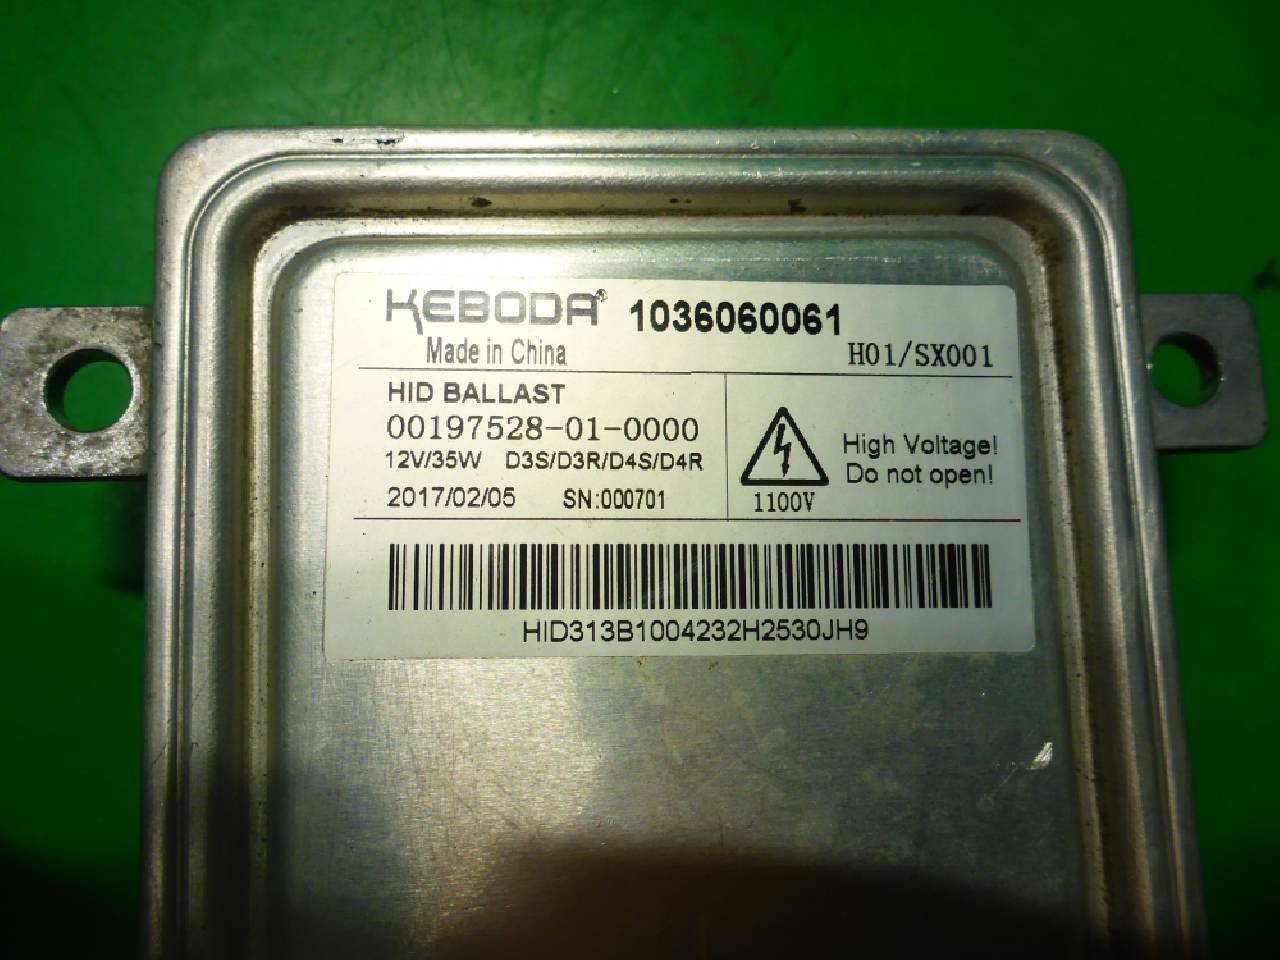 KEBODA® 1036060061
Made in China H01/SX001
HID BALLAST
00197528-01-0000
12V/35W D3S/D3R/D4S/D4R
2017/02/05 SN:000701
High Voltage!
Do not open!
1100V
HID313B1004232H2530JH9